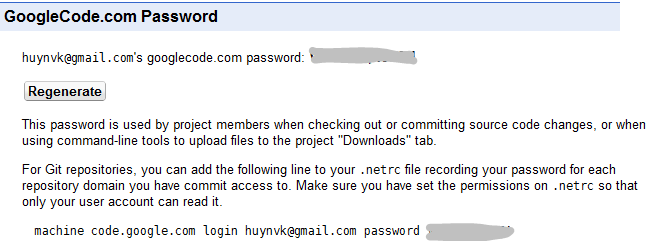 GoogleCode.com Password
huynvk@gmail.com's googlecode.com password:
Regenerate
This password is used by project members when checking out or committing source code changes, or when
using command-line tools to upload files to the project "Downloads" tab.
For Git repositories, you can add the following line to your .netrc file recording your password for each
repository domain you have commit access to. Make sure you have set the permissions on .netrc so that
only your user account can read it.
machine code.google.com login huynvk@gmail.com password